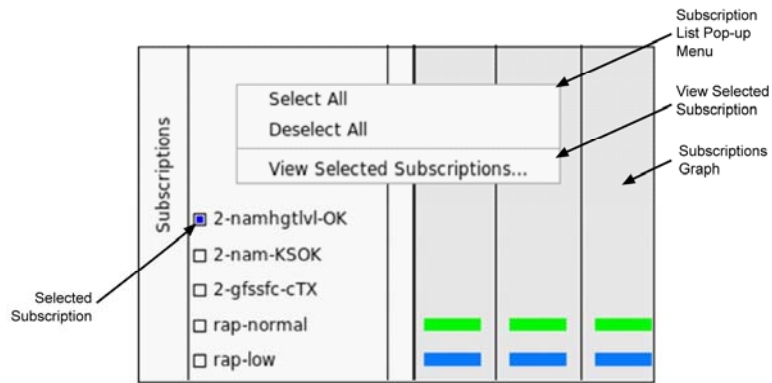 Subscription
List Pop-up
Menu
Select All
View Selected
Subscription
Deselect All
Subscriptions
View Selected Subscriptions...
Subscriptions
Graph
2-namhgtlvl-OK
2-nam-KSOK
2-gfssfc-cTX
Selected
Subscription
rap-normal
rap-low